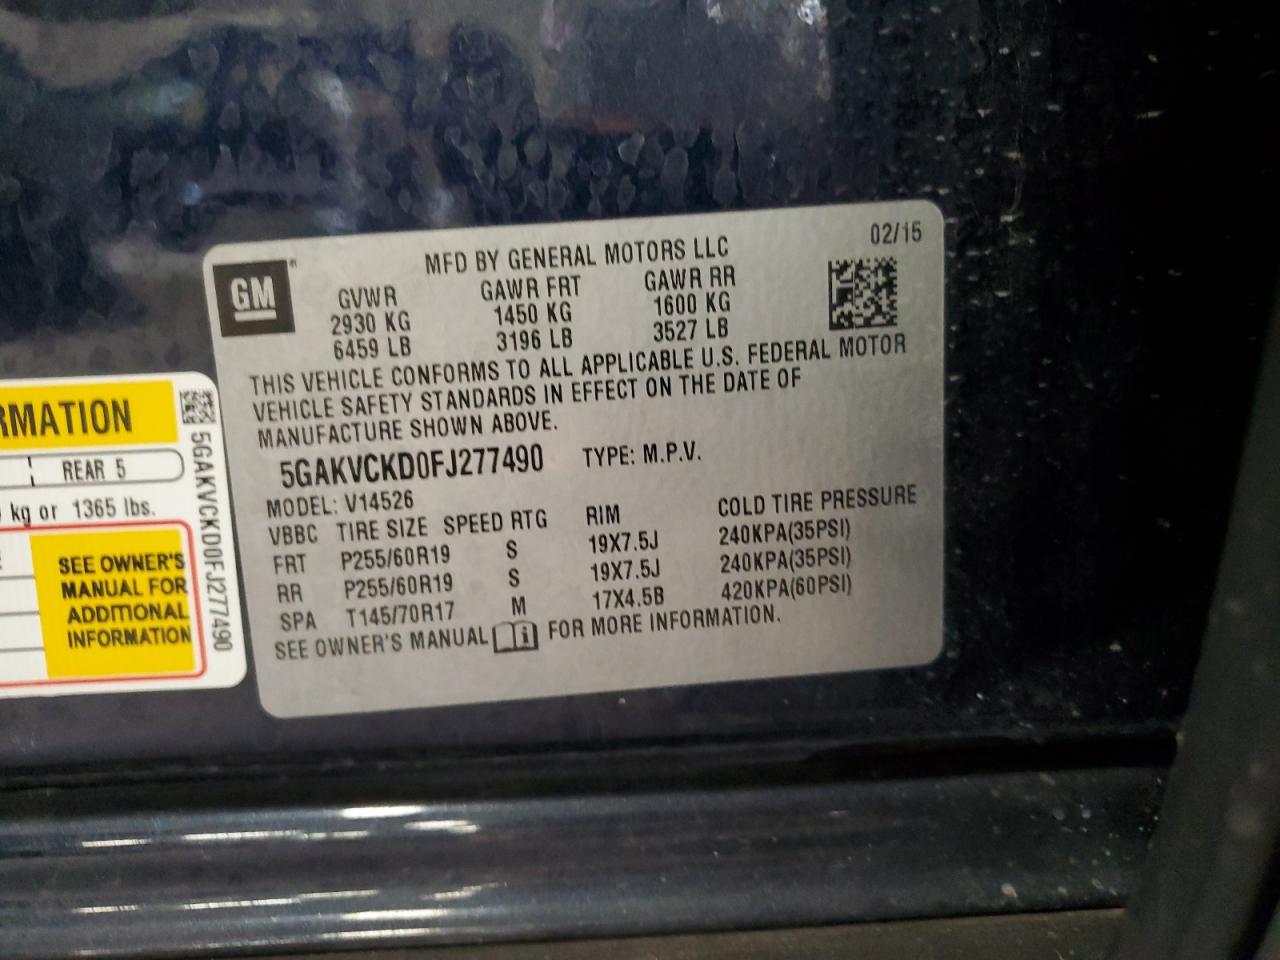 02/15
MFD BY GENERAL MOTORS LLC
GM
GVWR GAWR FRT GAWR RR
2930 KG 1450 KG 1600 KG
6459 LB 3196 LB 3527 LB
THIS VEHICLE CONFORMS TO ALL APPLICABLE U.S. FEDERAL MOTOR
VEHICLE SAFETY STANDARDS IN EFFECT ON THE DATE OF
MANUFACTURE SHOWN ABOVE.
5GAKVCKD0FJ277490 TYPE: M.P.V.
MODEL: V14526
VBBC TIRE SIZE SPEED RTG RIM COLD TIRE PRESSURE
FRT P255/60R19 S 19X7.5J 240KPA(35PSI)
RR P255/60R19 S 19X7.5J 240KPA(35PSI)
SPA T145/70R17 M 17X4.5B 420KPA(60PSI)
SEE OWNER'S MANUAL i FOR MORE INFORMATION.
RMATION
REAR 5
kg or 1365 lbs.
SEE OWNER'S
MANUAL FOR
ADDITIONAL
INFORMATION
5GAKVCKD0FJ277490